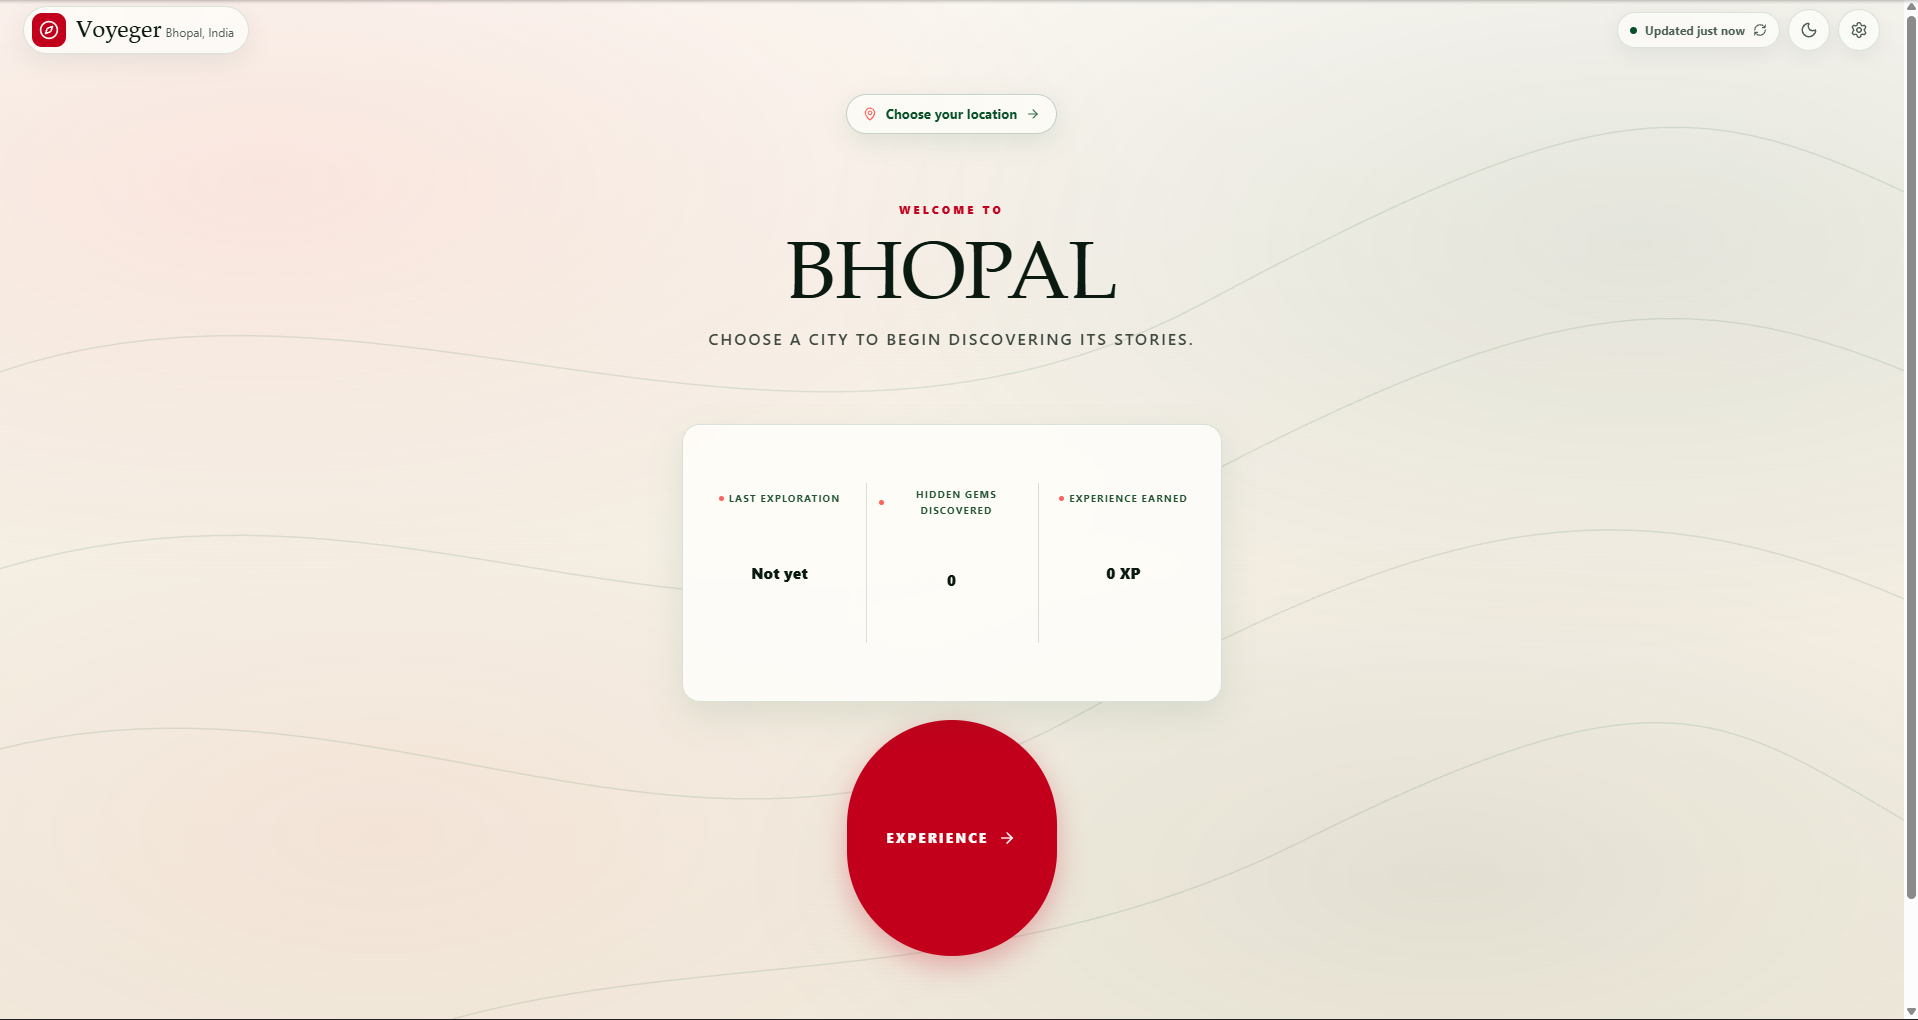 Voyeger Bhopal, India
Updated just now
Choose your location
WELCOME TO
BHOPAL
CHOOSE A CITY TO BEGIN DISCOVERING ITS STORIES.
LAST EXPLORATION
Not yet
HIDDEN GEMS
DISCOVERED
0
EXPERIENCE EARNED
0 XP
EXPERIENCE